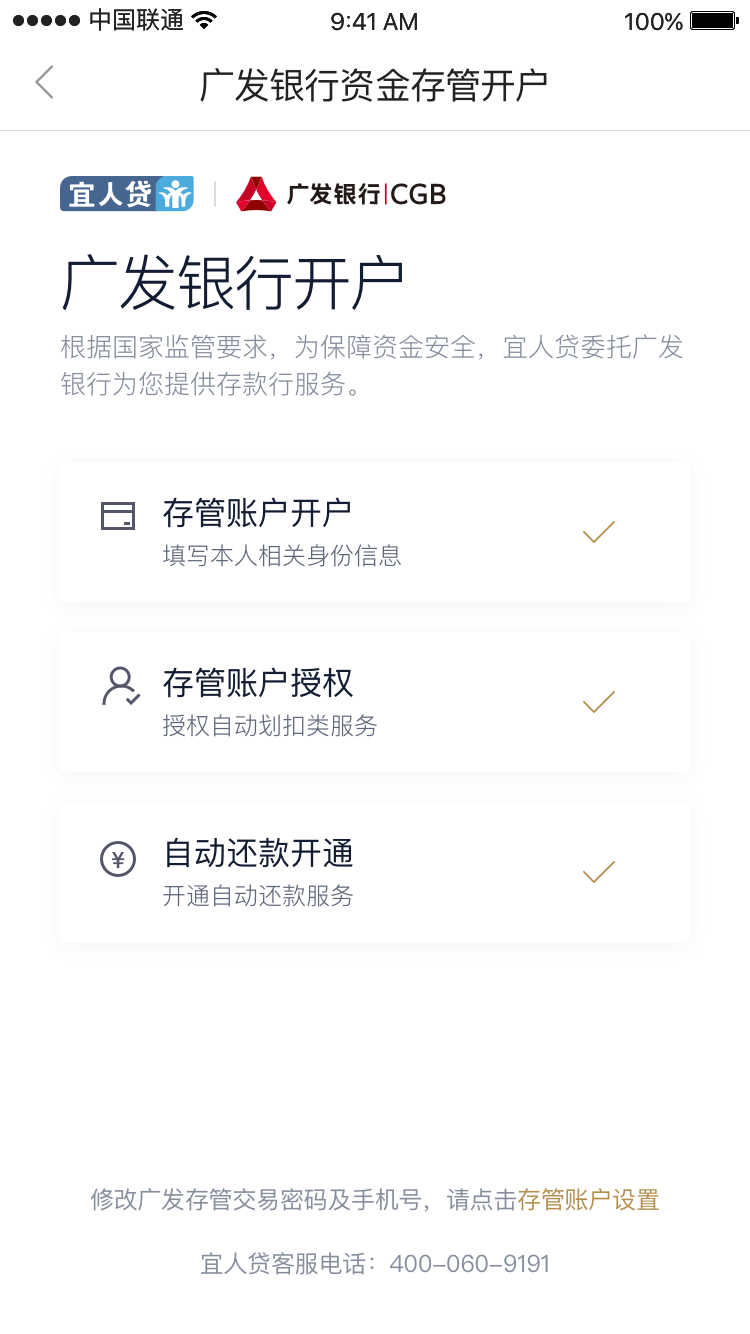 中国联通 9:41 AM 100%
广发银行资金存管开户
宜人贷 广发银行|CGB
广发银行开户
根据国家监管要求，为保障资金安全，宜人贷委托广发
银行为您提供存款行服务。
存管账户开户
填写本人相关身份信息
存管账户授权
授权自动划扣类服务
¥ 自动还款开通
开通自动还款服务
修改广发存管交易密码及手机号，请点击存管账户设置
宜人贷客服电话：400-060-9191